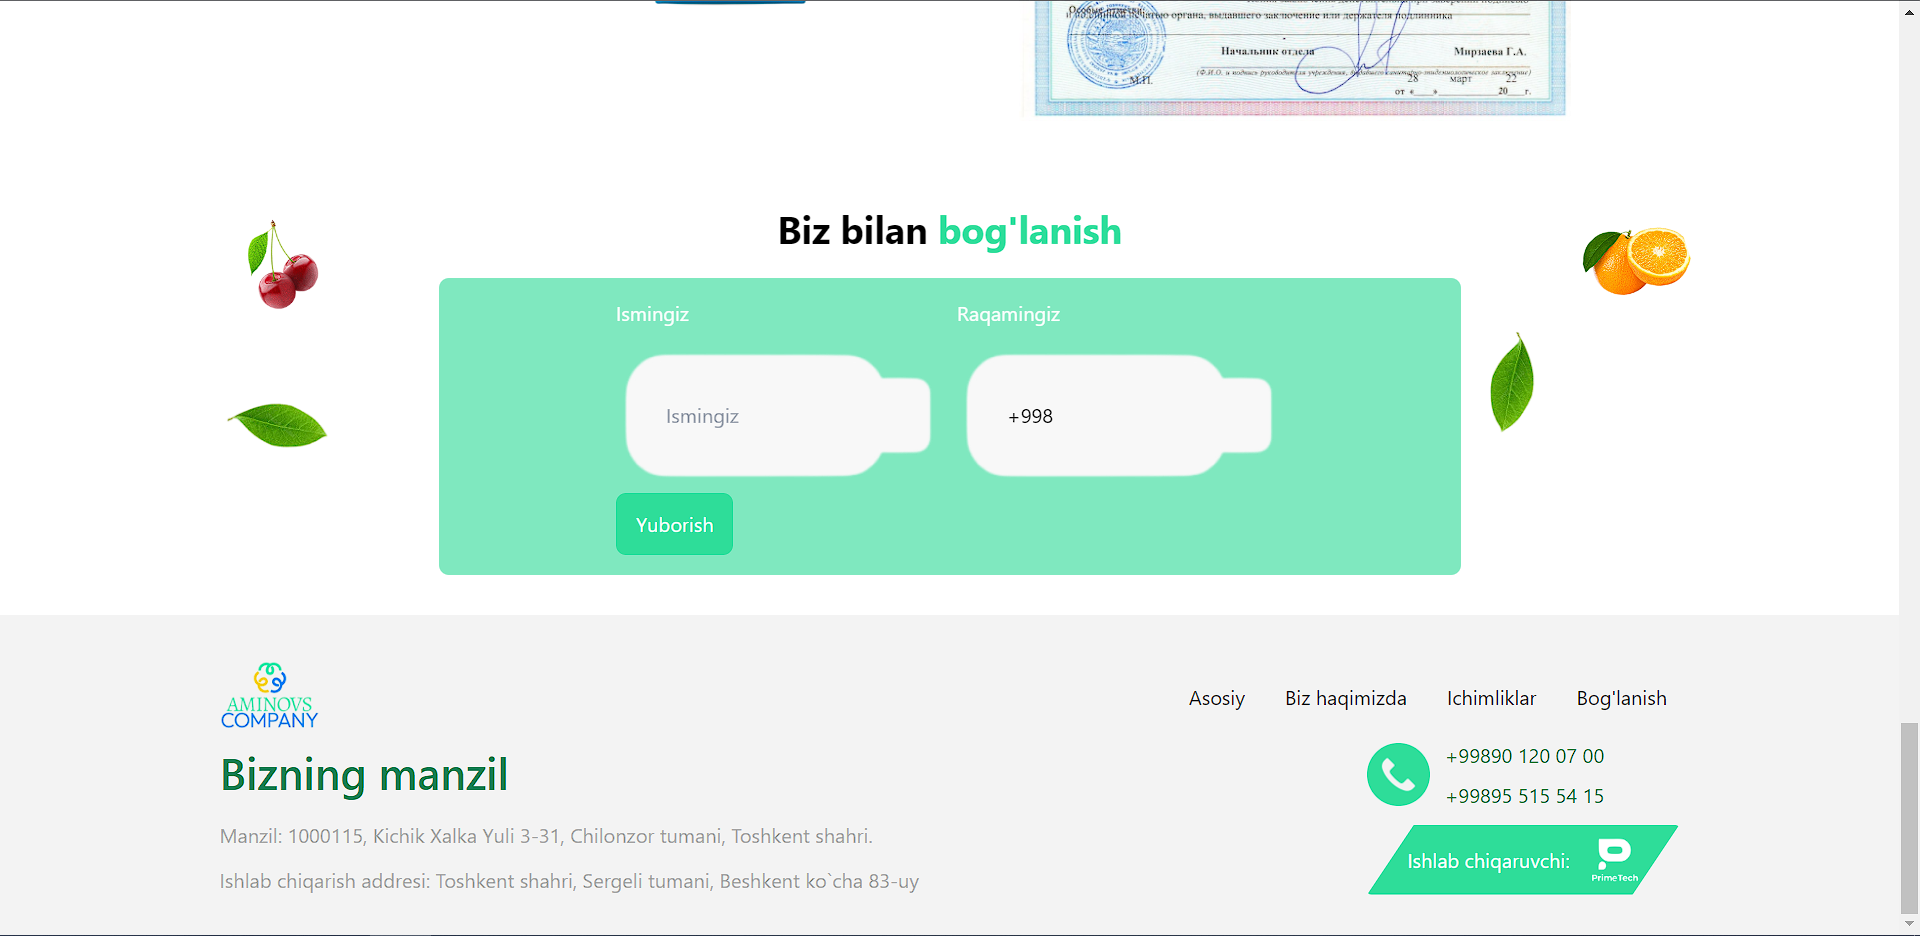 Особые отметки:
и подлинной печатью органа, выдавшего заключение или держателя подлинника
Начальник отдела Мирзаева Г.А.
(Ф.И.О. и подпись руководителя учреждения, выдавшего санитарно-эпидемиологическое заключение)
М.П. 28 март 22
от «____»____________20___г.
Biz bilan bog'lanish
Ismingiz Raqamingiz
Ismingiz +998
Yuborish
AMINOVS
COMPANY
Asosiy Biz haqimizda Ichimliklar Bog'lanish
Bizning manzil
+99890 120 07 00
+99895 515 54 15
Manzil: 1000115, Kichik Xalka Yuli 3-31, Chilonzor tumani, Toshkent shahri.
Ishlab chiqaruvchi: PrimeTech
Ishlab chiqarish addresi: Toshkent shahri, Sergeli tumani, Beshkent ko`cha 83-uy